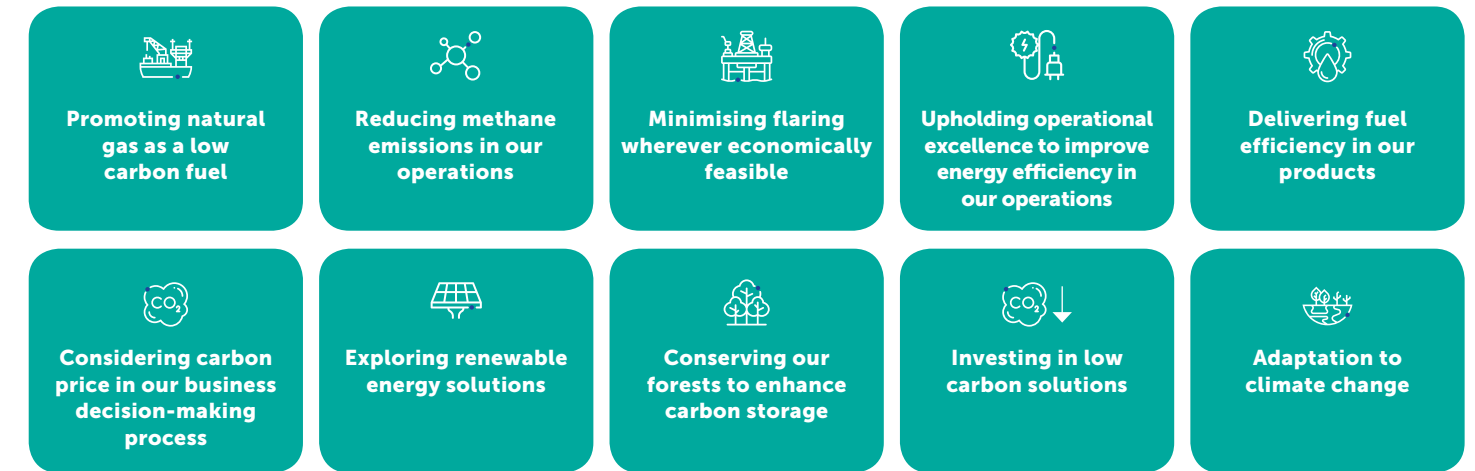 Promoting natural
gas as a low
carbon fuel
Reducing methane
emissions in our
operations
Minimising flaring
wherever economically
feasible
Upholding operational
excellence to improve
energy efficiency in
our operations
Delivering fuel
efficiency in our
products
CO2
Considering carbon
price in our business
decision-making
process
Exploring renewable
energy solutions
Conserving our
forests to enhance
carbon storage
CO2
Investing in low
carbon solutions
Adaptation to
climate change